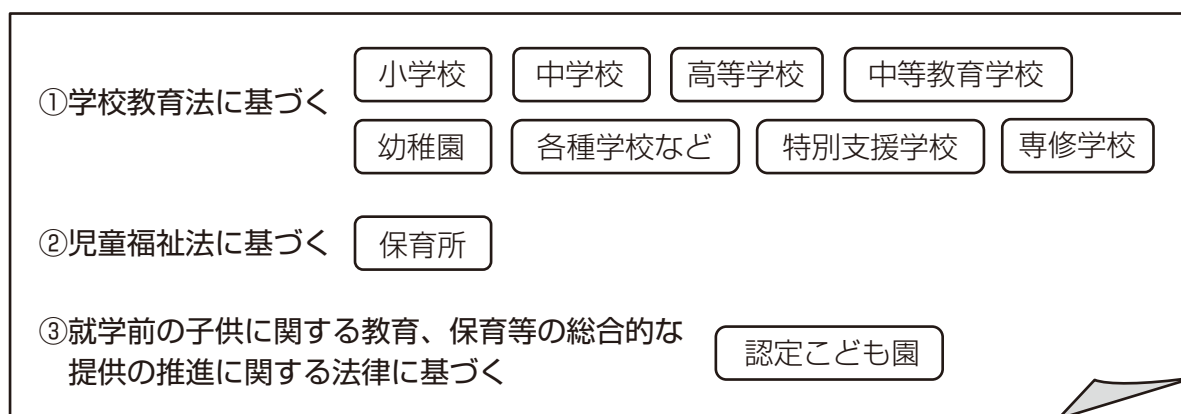 ①学校教育法に基づく
小学校 中学校 高等学校 中等教育学校
幼稚園 各種学校など 特別支援学校 専修学校
②児童福祉法に基づく 保育所
③就学前の子供に関する教育、保育等の総合的な
提供の推進に関する法律に基づく
認定こども園